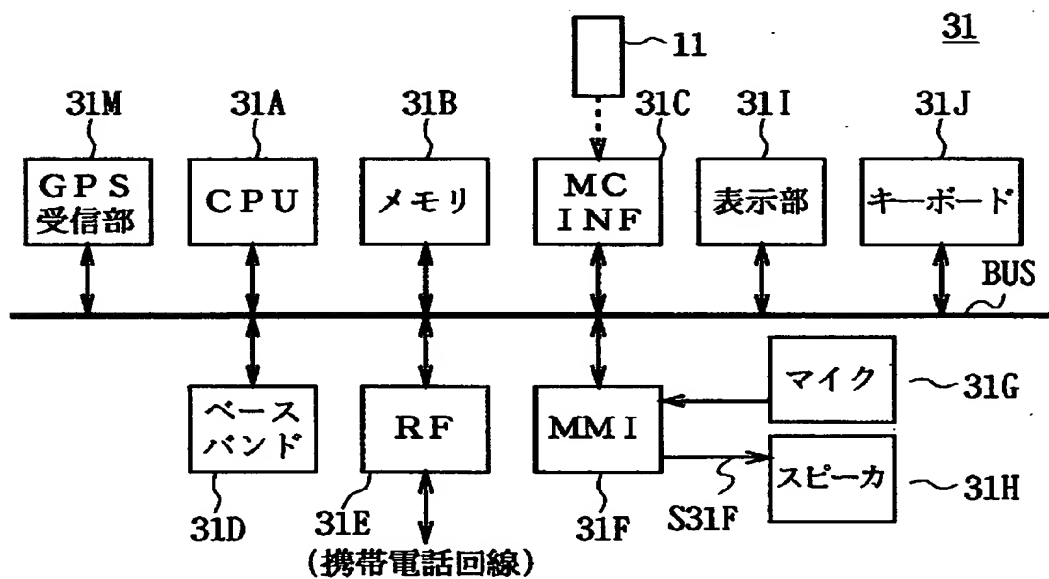 31
11
31M
31A
31B
31C
31I
31J
GPS
受信部
CPU
メモリ
MC
INF
表示部
キーボード
BUS
ベース
バンド
RF
MMI
マイク
31G
スピーカ
31H
31D
31E
31F
S31F
(携帯電話回線)